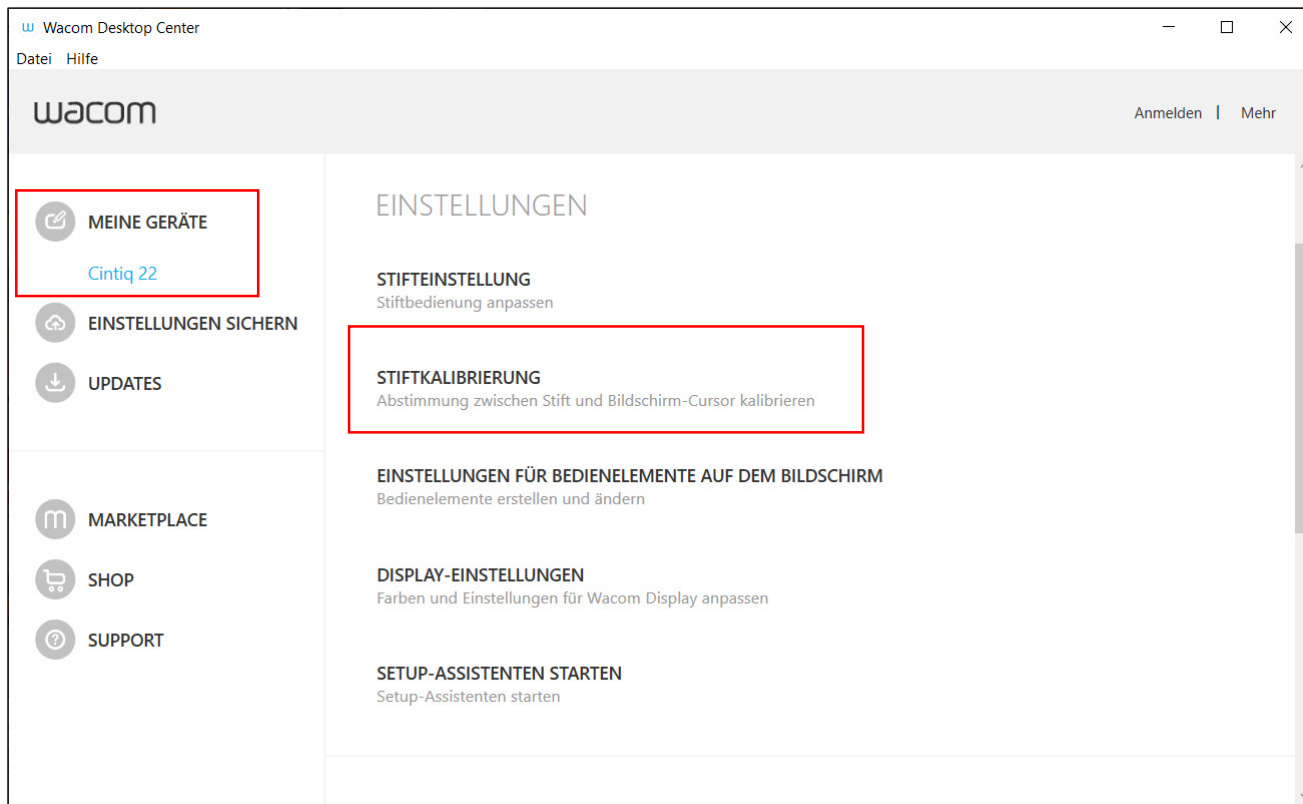 Wacom Desktop Center
Datei Hilfe
wacom
Anmelden | Mehr
MEINE GERÄTE
Cintiq 22
EINSTELLUNGEN SICHERN
UPDATES
MARKETPLACE
SHOP
SUPPORT
EINSTELLUNGEN
STIFTEINSTELLUNG
Stiftbedienung anpassen
STIFTKALIBRIERUNG
Abstimmung zwischen Stift und Bildschirm-Cursor kalibrieren
EINSTELLUNGEN FÜR BEDIENELEMENTE AUF DEM BILDSCHIRM
Bedienelemente erstellen und ändern
DISPLAY-EINSTELLUNGEN
Farben und Einstellungen für Wacom Display anpassen
SETUP-ASSISTENTEN STARTEN
Setup-Assistenten starten